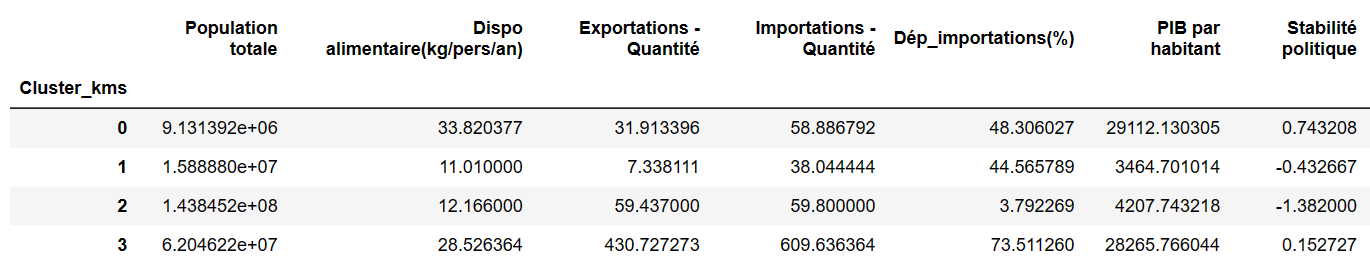 Population totale Dispo alimentaire(kg/pers/an) Exportations - Quantité Importations - Quantité Dép_importations(%) PIB par habitant Stabilité politique
Cluster_kms
0 9.131392e+06 33.820377 31.913396 58.886792 48.306027 29112.130305 0.743208
1 1.588880e+07 11.010000 7.338111 38.044444 44.565789 3464.701014 -0.432667
2 1.438452e+08 12.166000 59.437000 59.800000 3.792269 4207.743218 -1.382000
3 6.204622e+07 28.526364 430.727273 609.636364 73.511260 28265.766044 0.152727